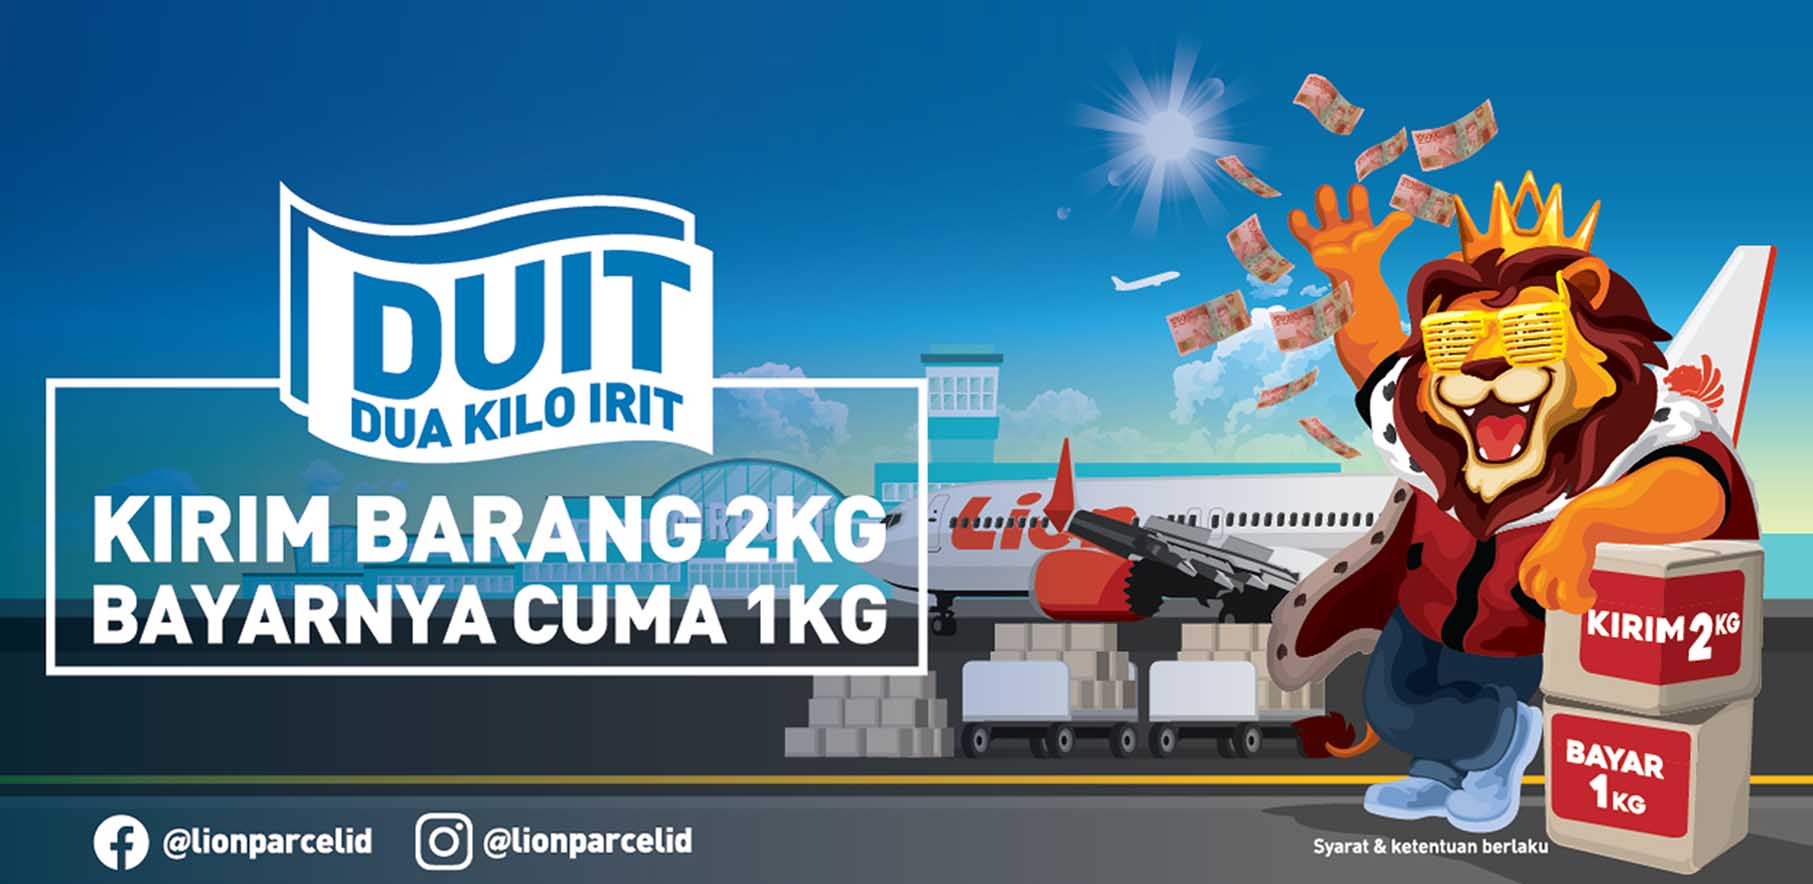 DUIT
DUA KILO IRIT
KIRIM BARANG 2KG
BAYARNYA CUMA 1KG
Lion
KIRIM 2KG
BAYAR
1KG
@lionparcelid
@lionparcelid
Syarat & ketentuan berlaku